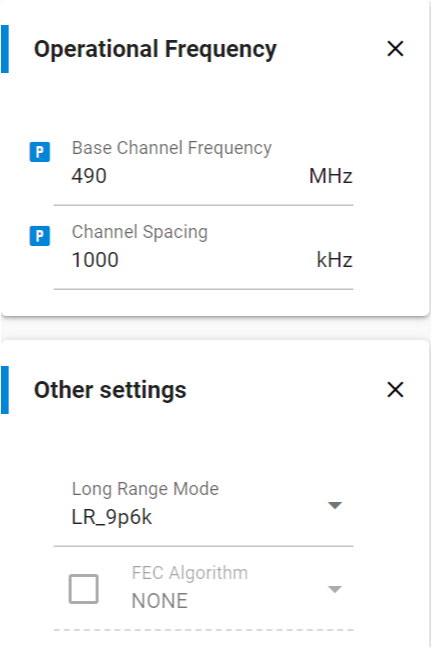 Operational Frequency
P
Base Channel Frequency
490 MHz
P
Channel Spacing
1000 kHz
Other settings
Long Range Mode
LR_9p6k
FEC Algorithm
NONE